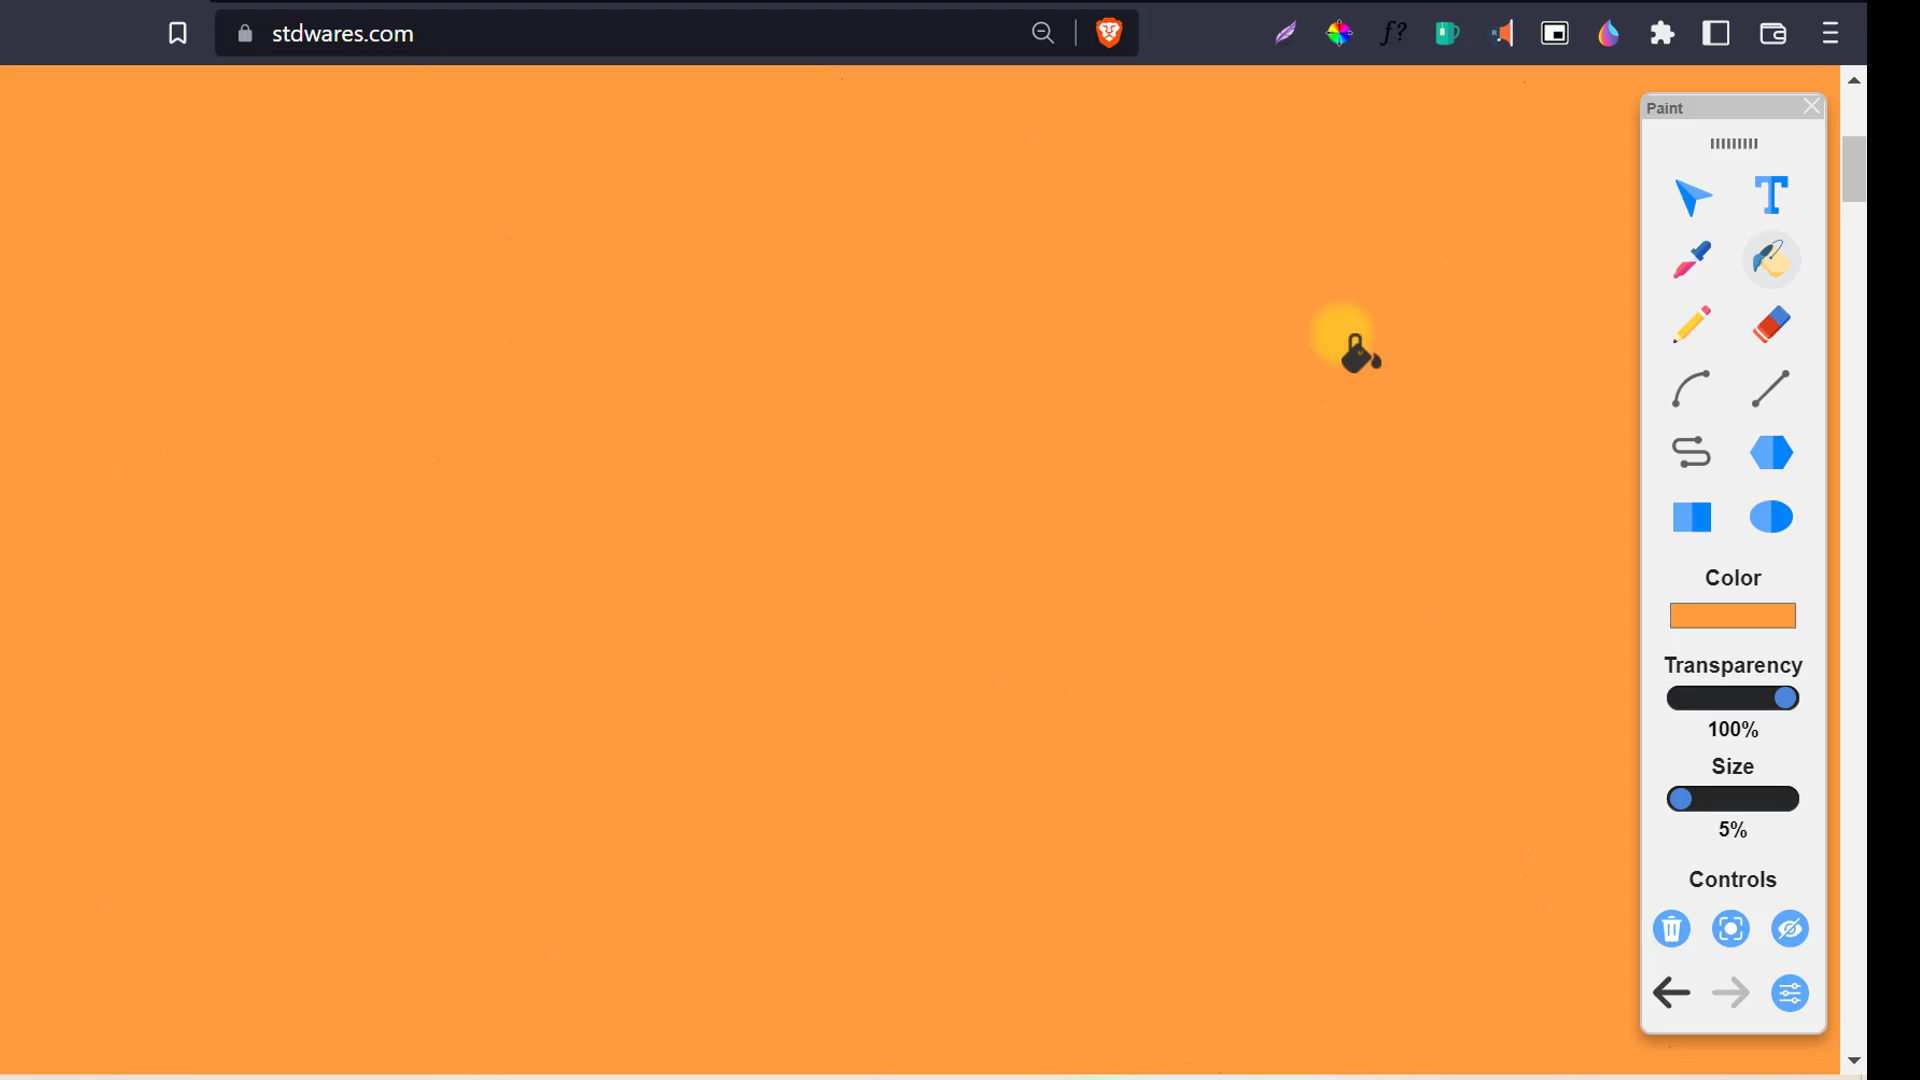 stdwares.com
f?
Paint
T
Color
Transparency
100%
Size
5%
Controls